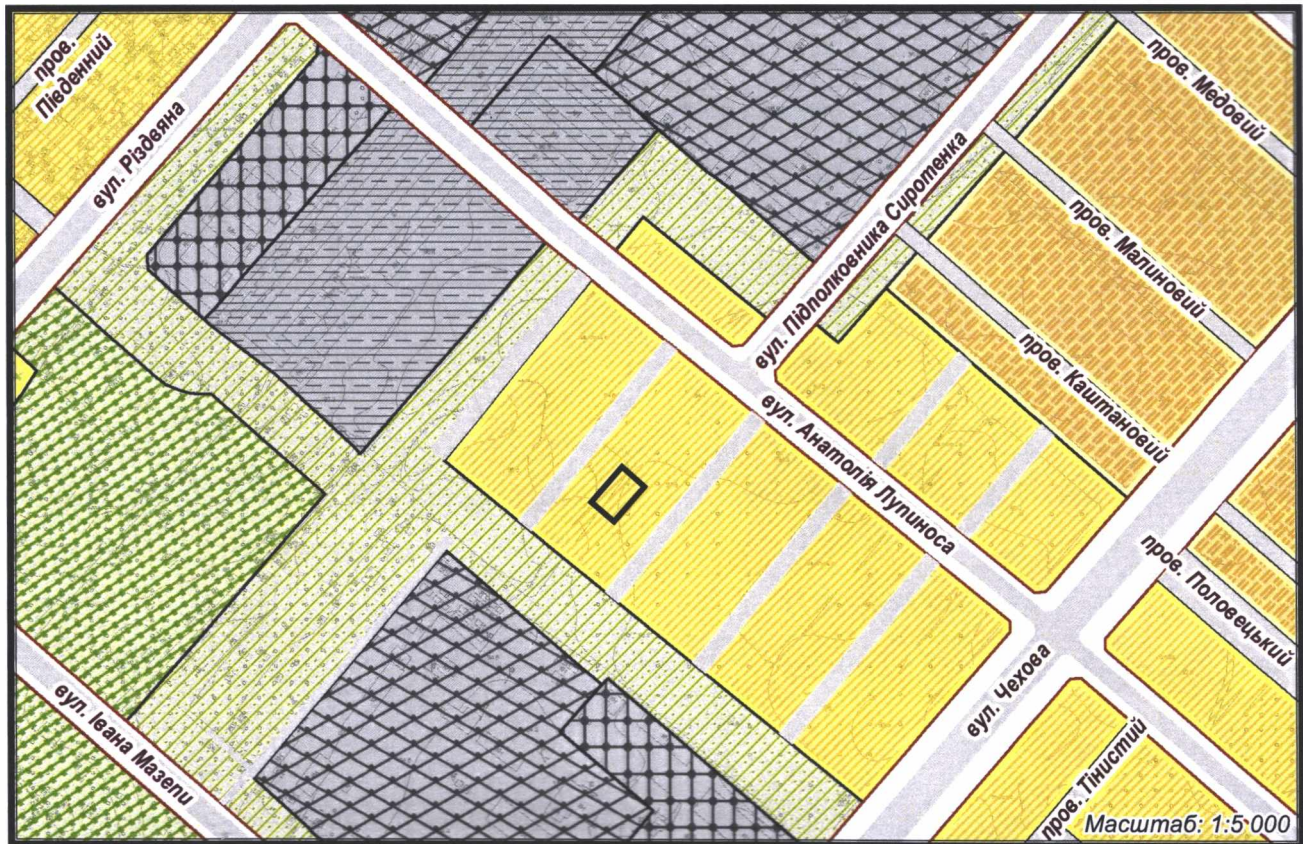 пров.
Південний
вул. Різдвяна
пров. Медовий
пров. Малиновий
вул. Підполковника Сиротенка
пров. Каштановий
вул. Анатолія Лупиноса
пров. Половецький
вул. Чехова
вул. Івана Мазепи
пров. Тінистий
Масштаб: 1:5 000